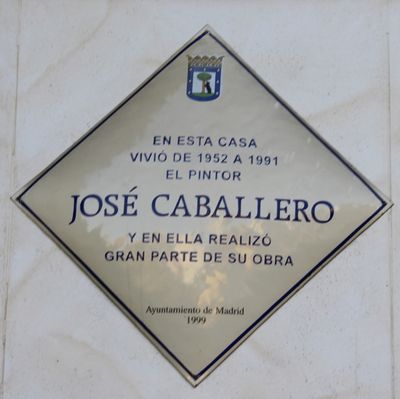 EN ESTA CASA
VIVIÓ DE 1952 A 1991
EL PINTOR
JOSÉ CABALLERO
Y EN ELLA REALIZÓ
GRAN PARTE DE SU OBRA
Ayuntamiento de Madrid
1999